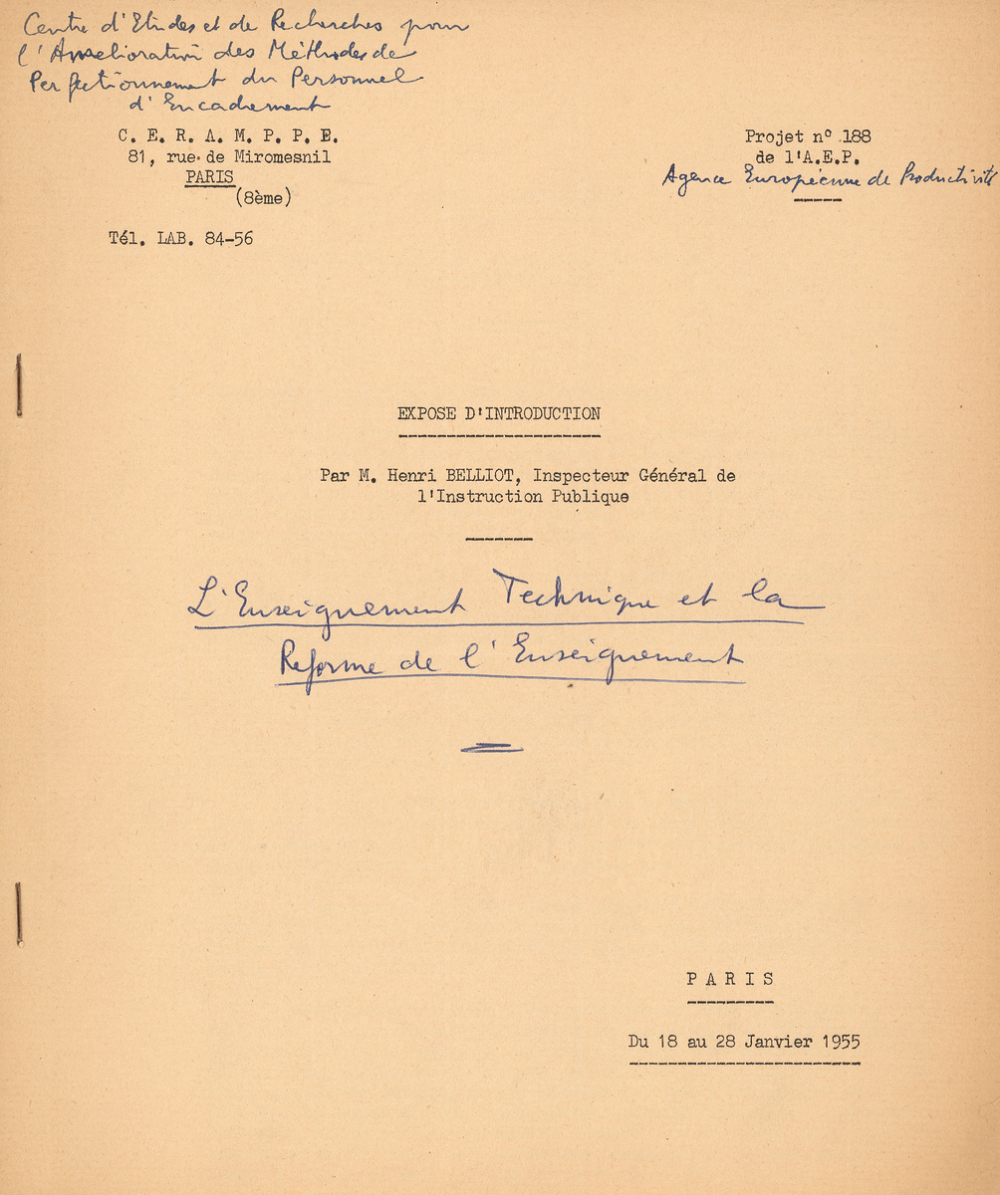 Centre d'Etudes et de Recherches pour
l'Amelioration des Méthodes de
Perfectionnement du Personnel
d'Encadrement
C. E. R. A. M. P. P. E.
81, rue de Miromesnil
PARIS
(8ème)
Tél. LAB. 84-56
Projet n° 188
de l'A.E.P.
Agence Européenne de Productivité
EXPOSE D'INTRODUCTION
Par M. Henri BELLIOT, Inspecteur Général de
l'Instruction Publique
L'Enseignement Technique et la
Reforme de l'Enseignement
P A R I S
Du 18 au 28 Janvier 1955